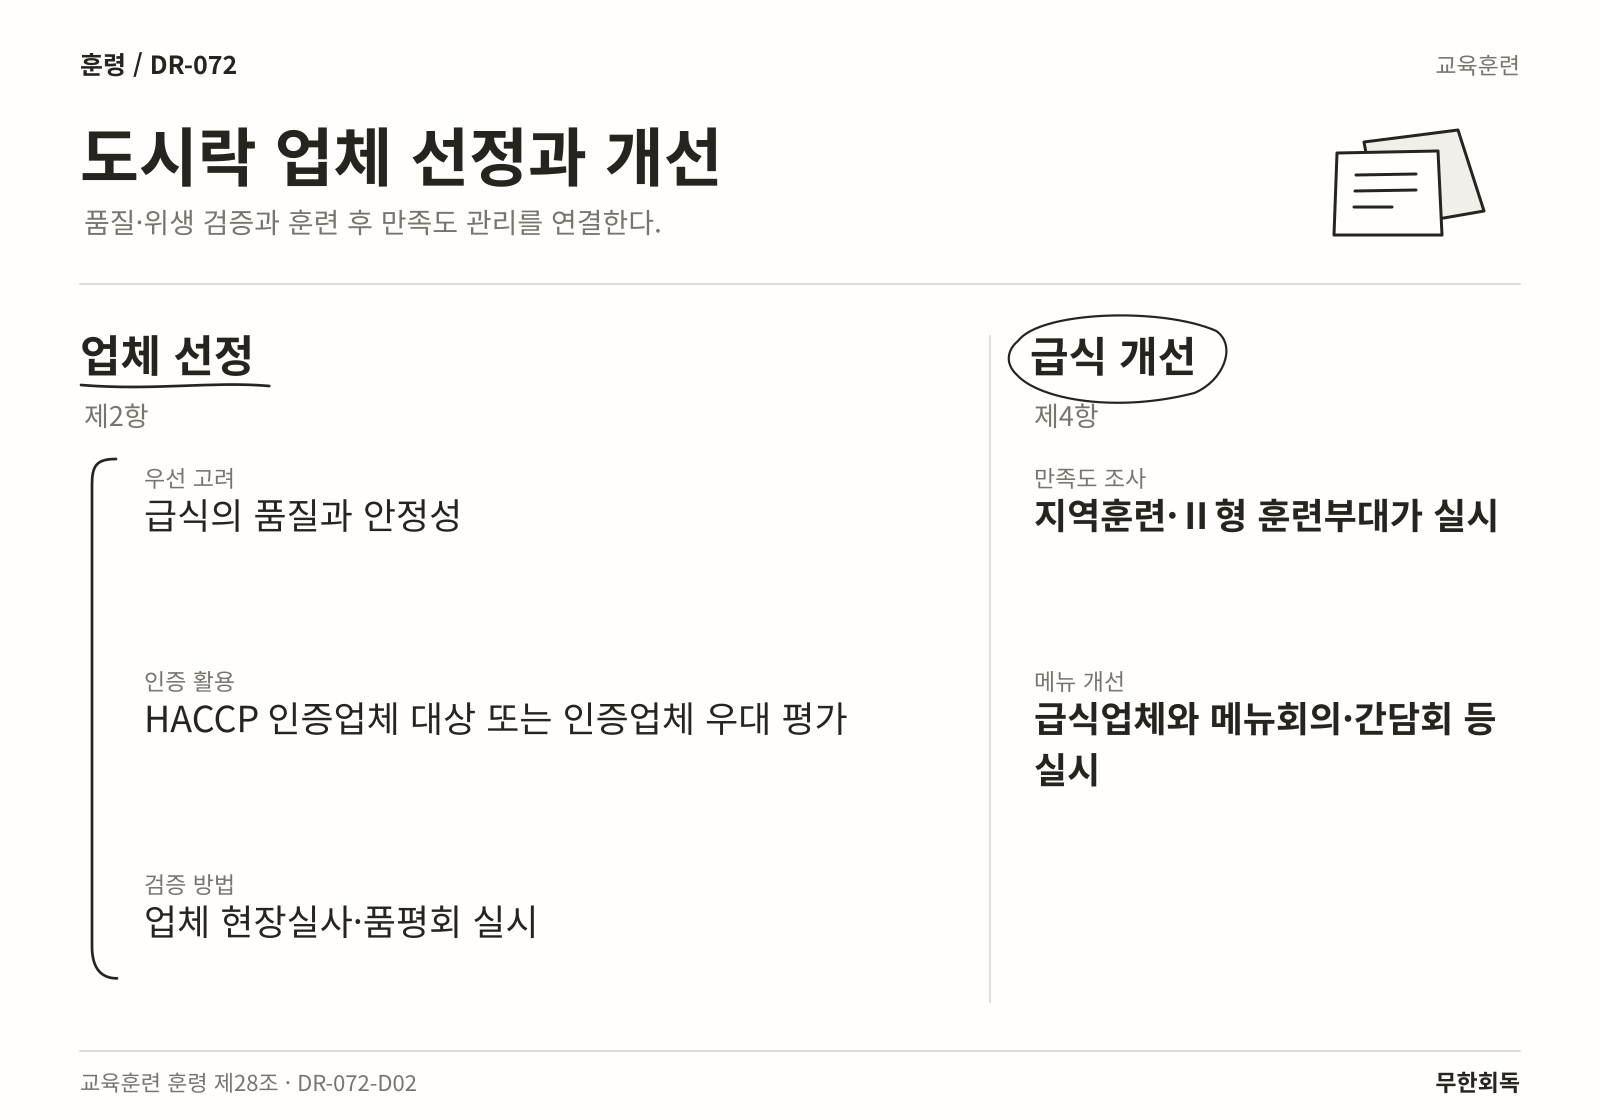 훈령 / DR-072
교육훈련
도시락 업체 선정과 개선
품질·위생 검증과 훈련 후 만족도 관리를 연결한다.
업체 선정
제2항
우선 고려
급식의 품질과 안정성
인증 활용
HACCP 인증업체 대상 또는 인증업체 우대 평가
검증 방법
업체 현장실사·품평회 실시
급식 개선
제4항
만족도 조사
지역훈련·Ⅱ형 훈련부대가 실시
메뉴 개선
급식업체와 메뉴회의·간담회 등
실시
교육훈련 훈령 제28조 · DR-072-D02
무한회독